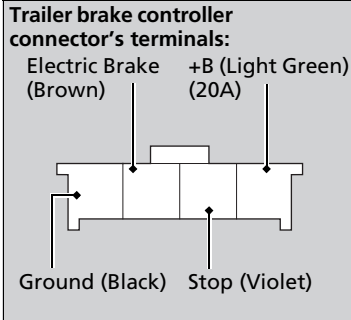 Trailer brake controller
connector's terminals:
Electric Brake +B (Light Green)
(Brown) (20A)
Ground (Black) Stop (Violet)